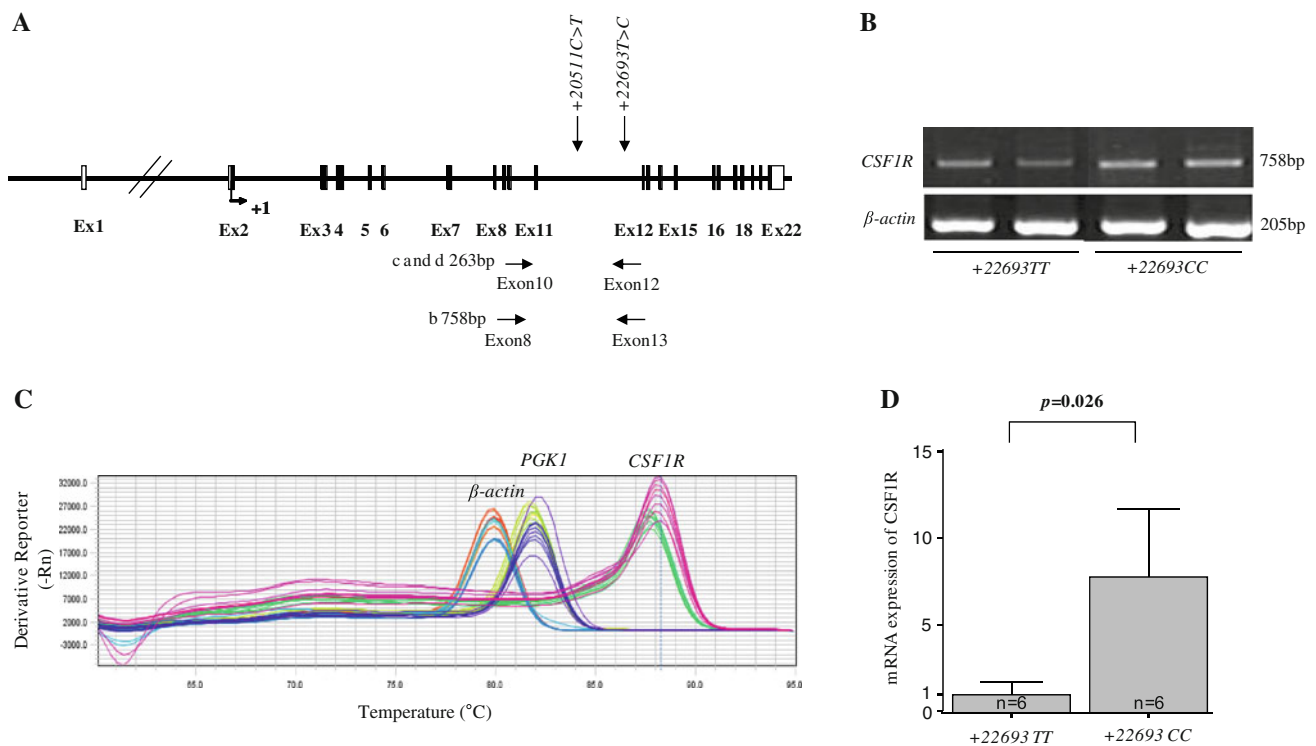 A
+20511C>T
+22693T>C
+1
Ex1
Ex2
Ex3 4 5 6 Ex7 Ex8 Ex11 Ex12 Ex15 16 18 Ex22
c and d 263bp
Exon10
Exon12
b 758bp
Exon8
Exon13
B
CSF1R
758bp
β-actin
205bp
+22693TT
+22693CC
C
PGK1
CSF1R
β-actin
Derivative Reporter
(-Rn)
32000.0
27000.0
22000.0
12000.0
7000.0
2000.0
-3000.0
65.0
70.0
80.0
85.0
90.0
95.0
Temperature (°C)
D
p=0.026
mRNA expression of CSF1R
15
10
5
1
0
n=6
n=6
+22693 TT
+22693 CC